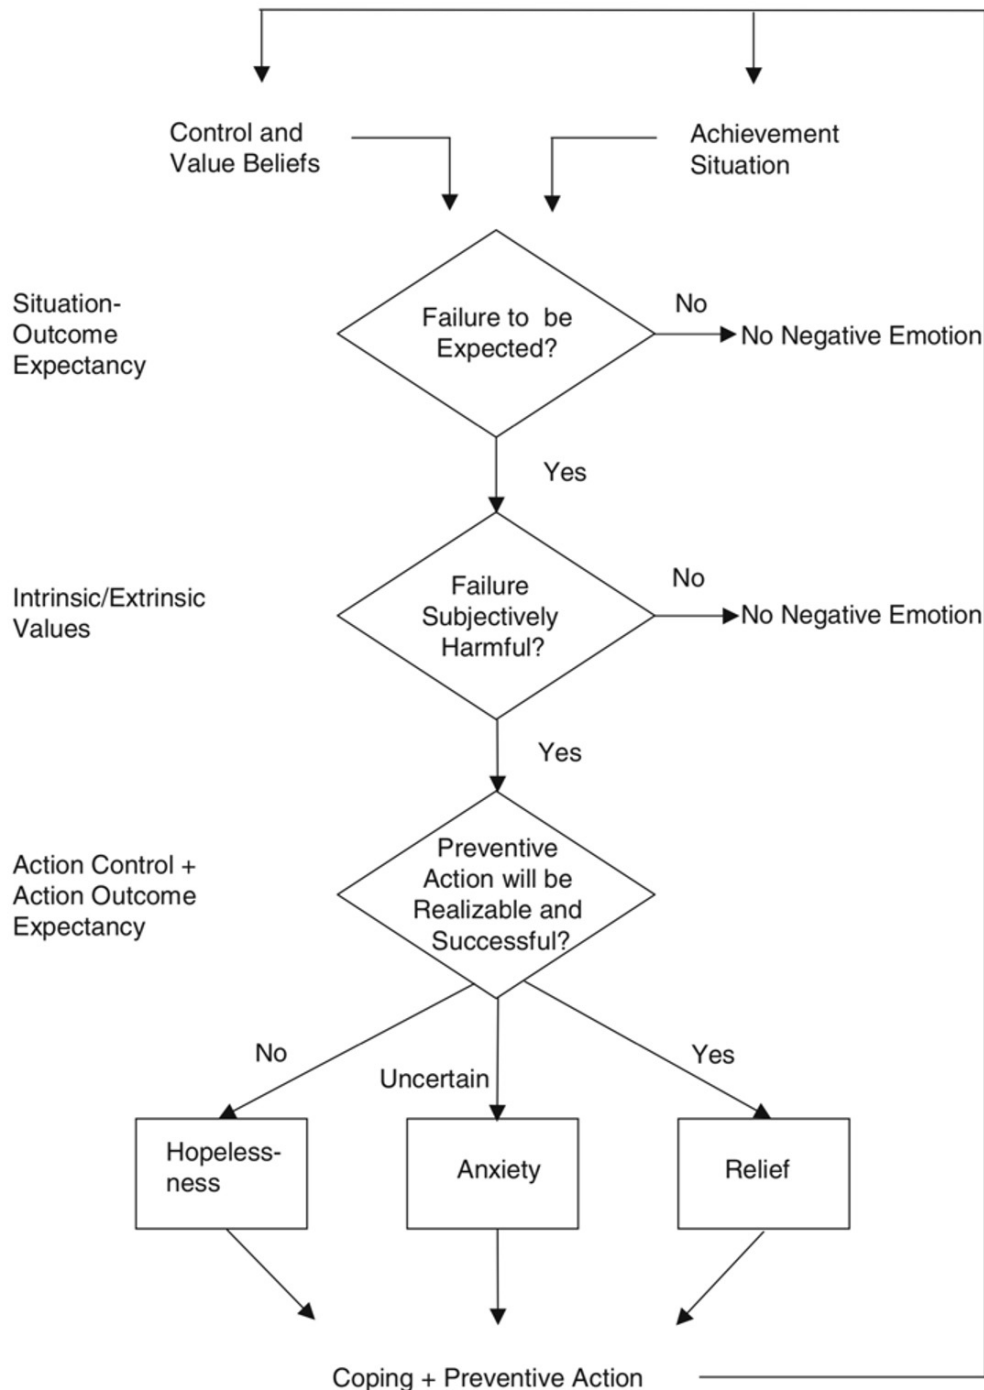 Control and
Value Beliefs
Achievement
Situation
Situation-
Outcome
Expectancy
Failure to be
Expected?
No
No Negative Emotion
Yes
Intrinsic/Extrinsic
Values
Failure
Subjectively
Harmful?
No
No Negative Emotion
Yes
Action Control +
Action Outcome
Expectancy
Preventive
Action will be
Realizable and
Successful?
No
Uncertain
Yes
Hopeless-
ness
Anxiety
Relief
Coping + Preventive Action